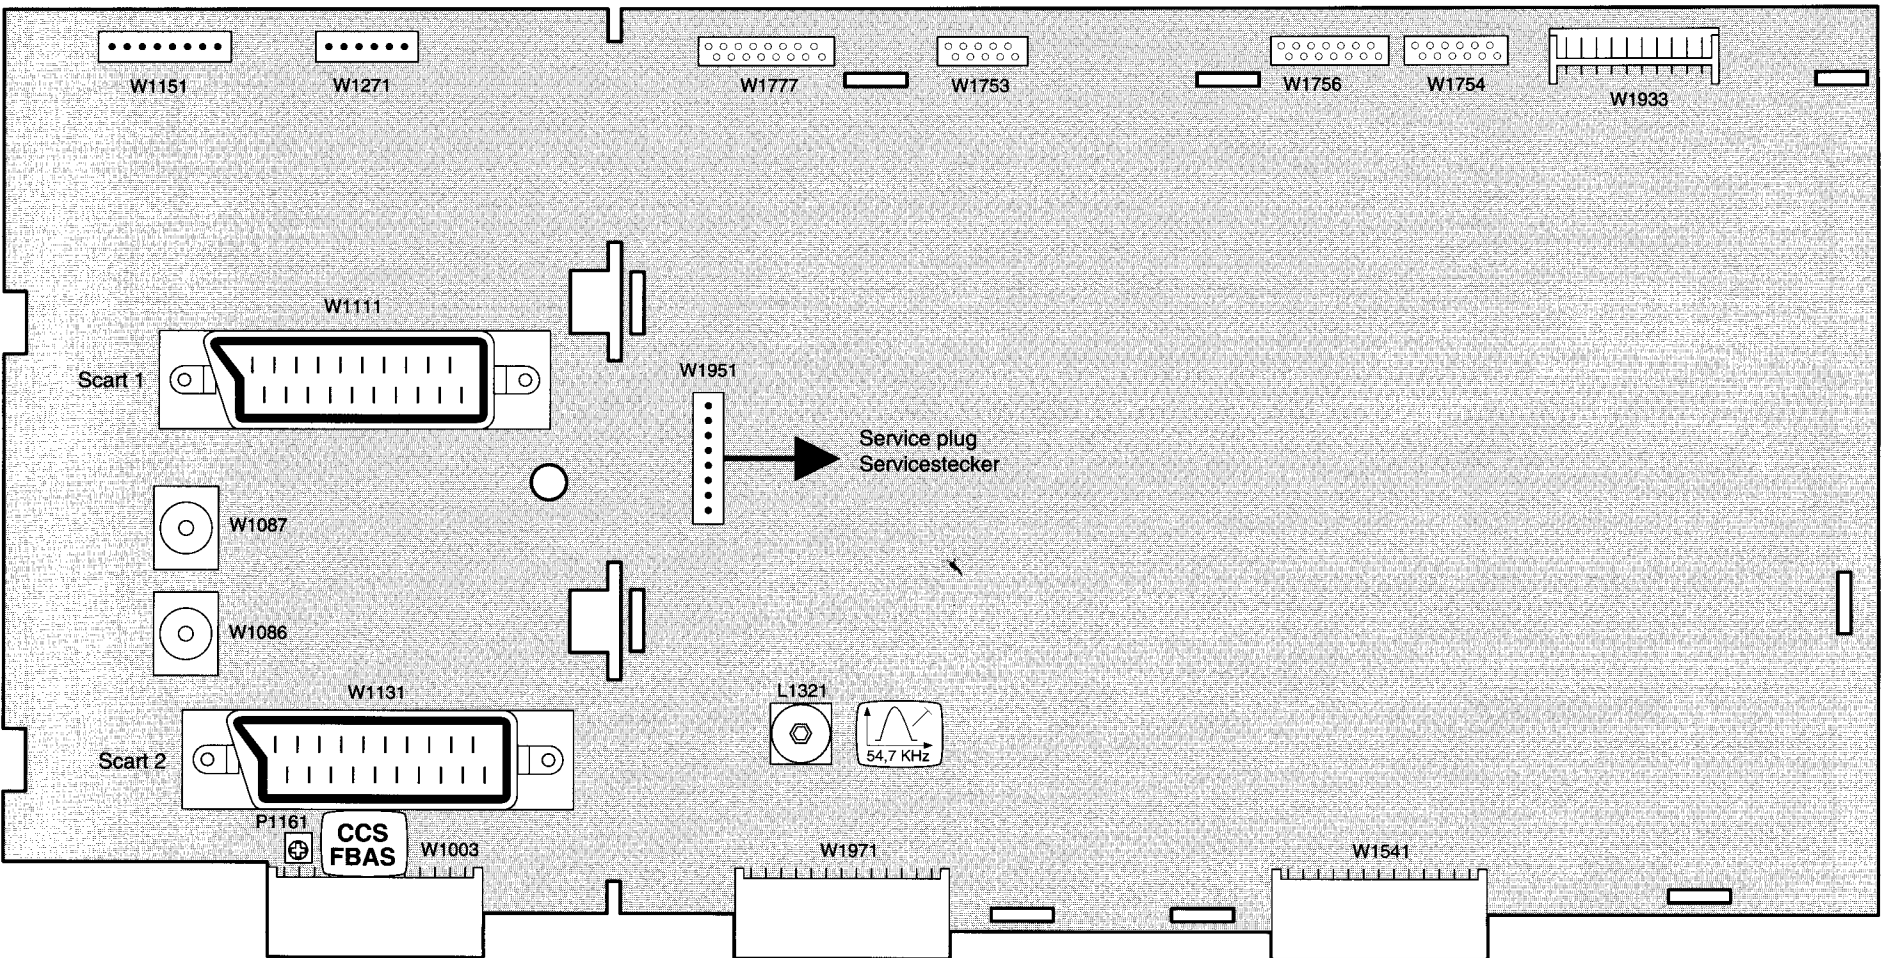 W1151
W1271
W1777
W1753
W1756
W1754
W1933
W1111
Scart 1
W1951
Service plug
Servicestecker
W1087
W1086
W1131
L1321
54,7 KHz
Scart 2
P1161
CCS
FBAS
W1003
W1971
W1541